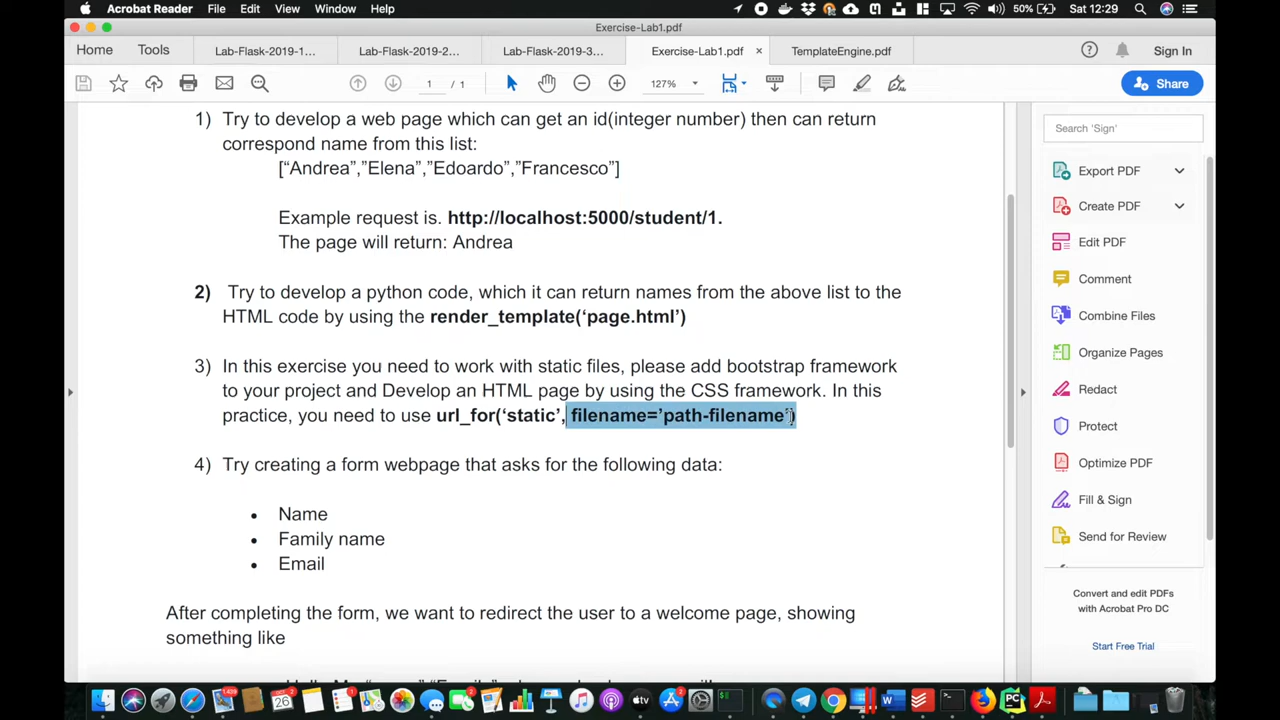 Acrobat Reader File Edit View Window Help 50% Sat 12:29
Exercise-Lab1.pdf
Home Tools Lab-Flask-2019-1... Lab-Flask-2019-2... Lab-Flask-2019-3... Exercise-Lab1.pdf × TemplateEngine.pdf Sign In
1 / 1 127% Share
1) Try to develop a web page which can get an id(integer number) then can return
correspond name from this list:
[“Andrea”,”Elena”,”Edoardo”,”Francesco”]
Example request is. http://localhost:5000/student/1.
The page will return: Andrea
2) Try to develop a python code, which it can return names from the above list to the
HTML code by using the render_template(‘page.html’)
3) In this exercise you need to work with static files, please add bootstrap framework
to your project and Develop an HTML page by using the CSS framework. In this
practice, you need to use url_for(‘static’, filename=’path-filename’)
4) Try creating a form webpage that asks for the following data:
• Name
• Family name
• Email
After completing the form, we want to redirect the user to a welcome page, showing
something like
Search 'Sign'
Export PDF
Create PDF
Edit PDF
Comment
Combine Files
Organize Pages
Redact
Protect
Optimize PDF
Fill & Sign
Send for Review
Convert and edit PDFs
with Acrobat Pro DC
Start Free Trial